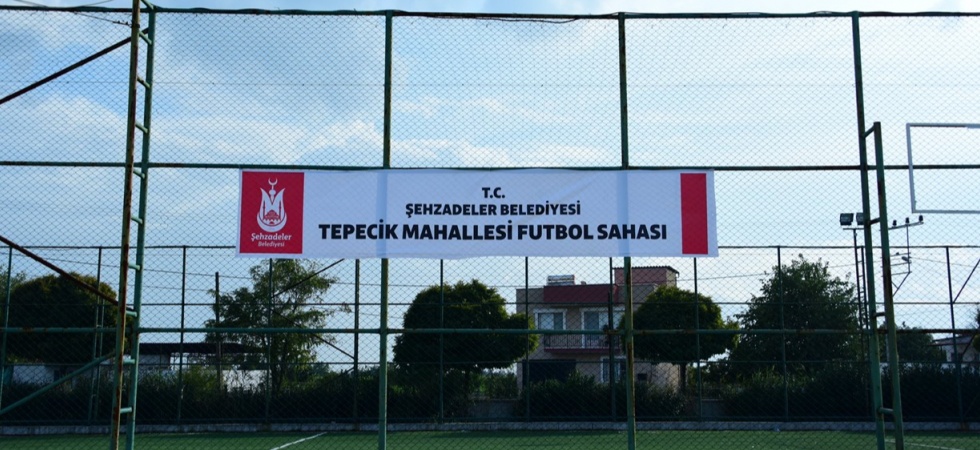 T.C.
ŞEHZADELER BELEDİYESİ
TEPECİK MAHALLESİ FUTBOL SAHASI
Şehzadeler
Belediyesi